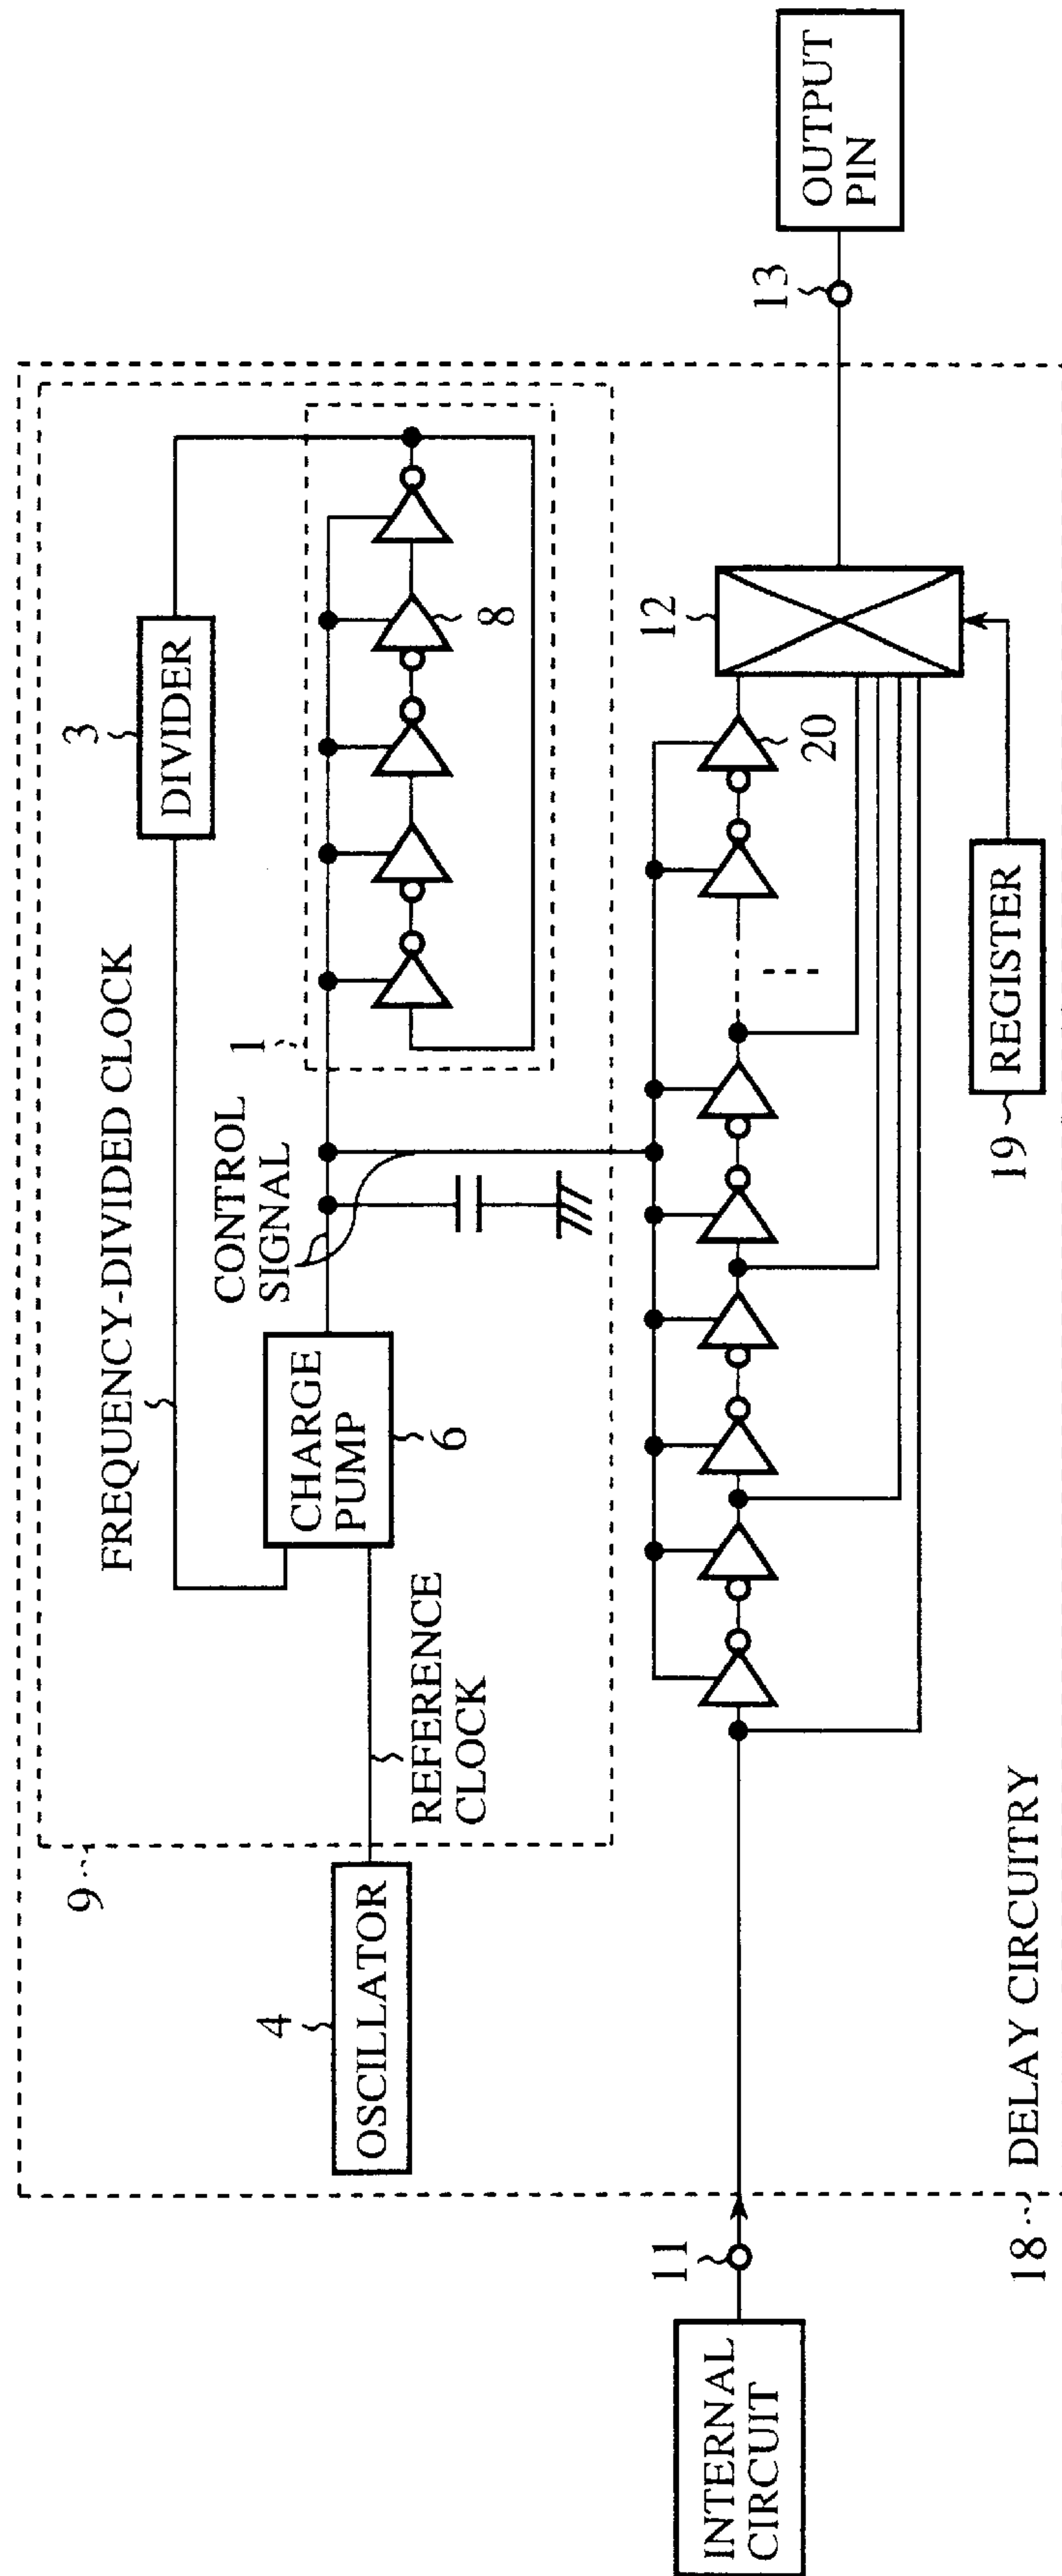 FREQUENCY-DIVIDED CLOCK
3
DIVIDER
CONTROL
SIGNAL
1
CHARGE
PUMP
6
8
9
REFERENCE
CLOCK
4
OSCILLATOR
12
20
13
OUTPUT
PIN
11
INTERNAL
CIRCUIT
19
REGISTER
18
DELAY CIRCUITRY